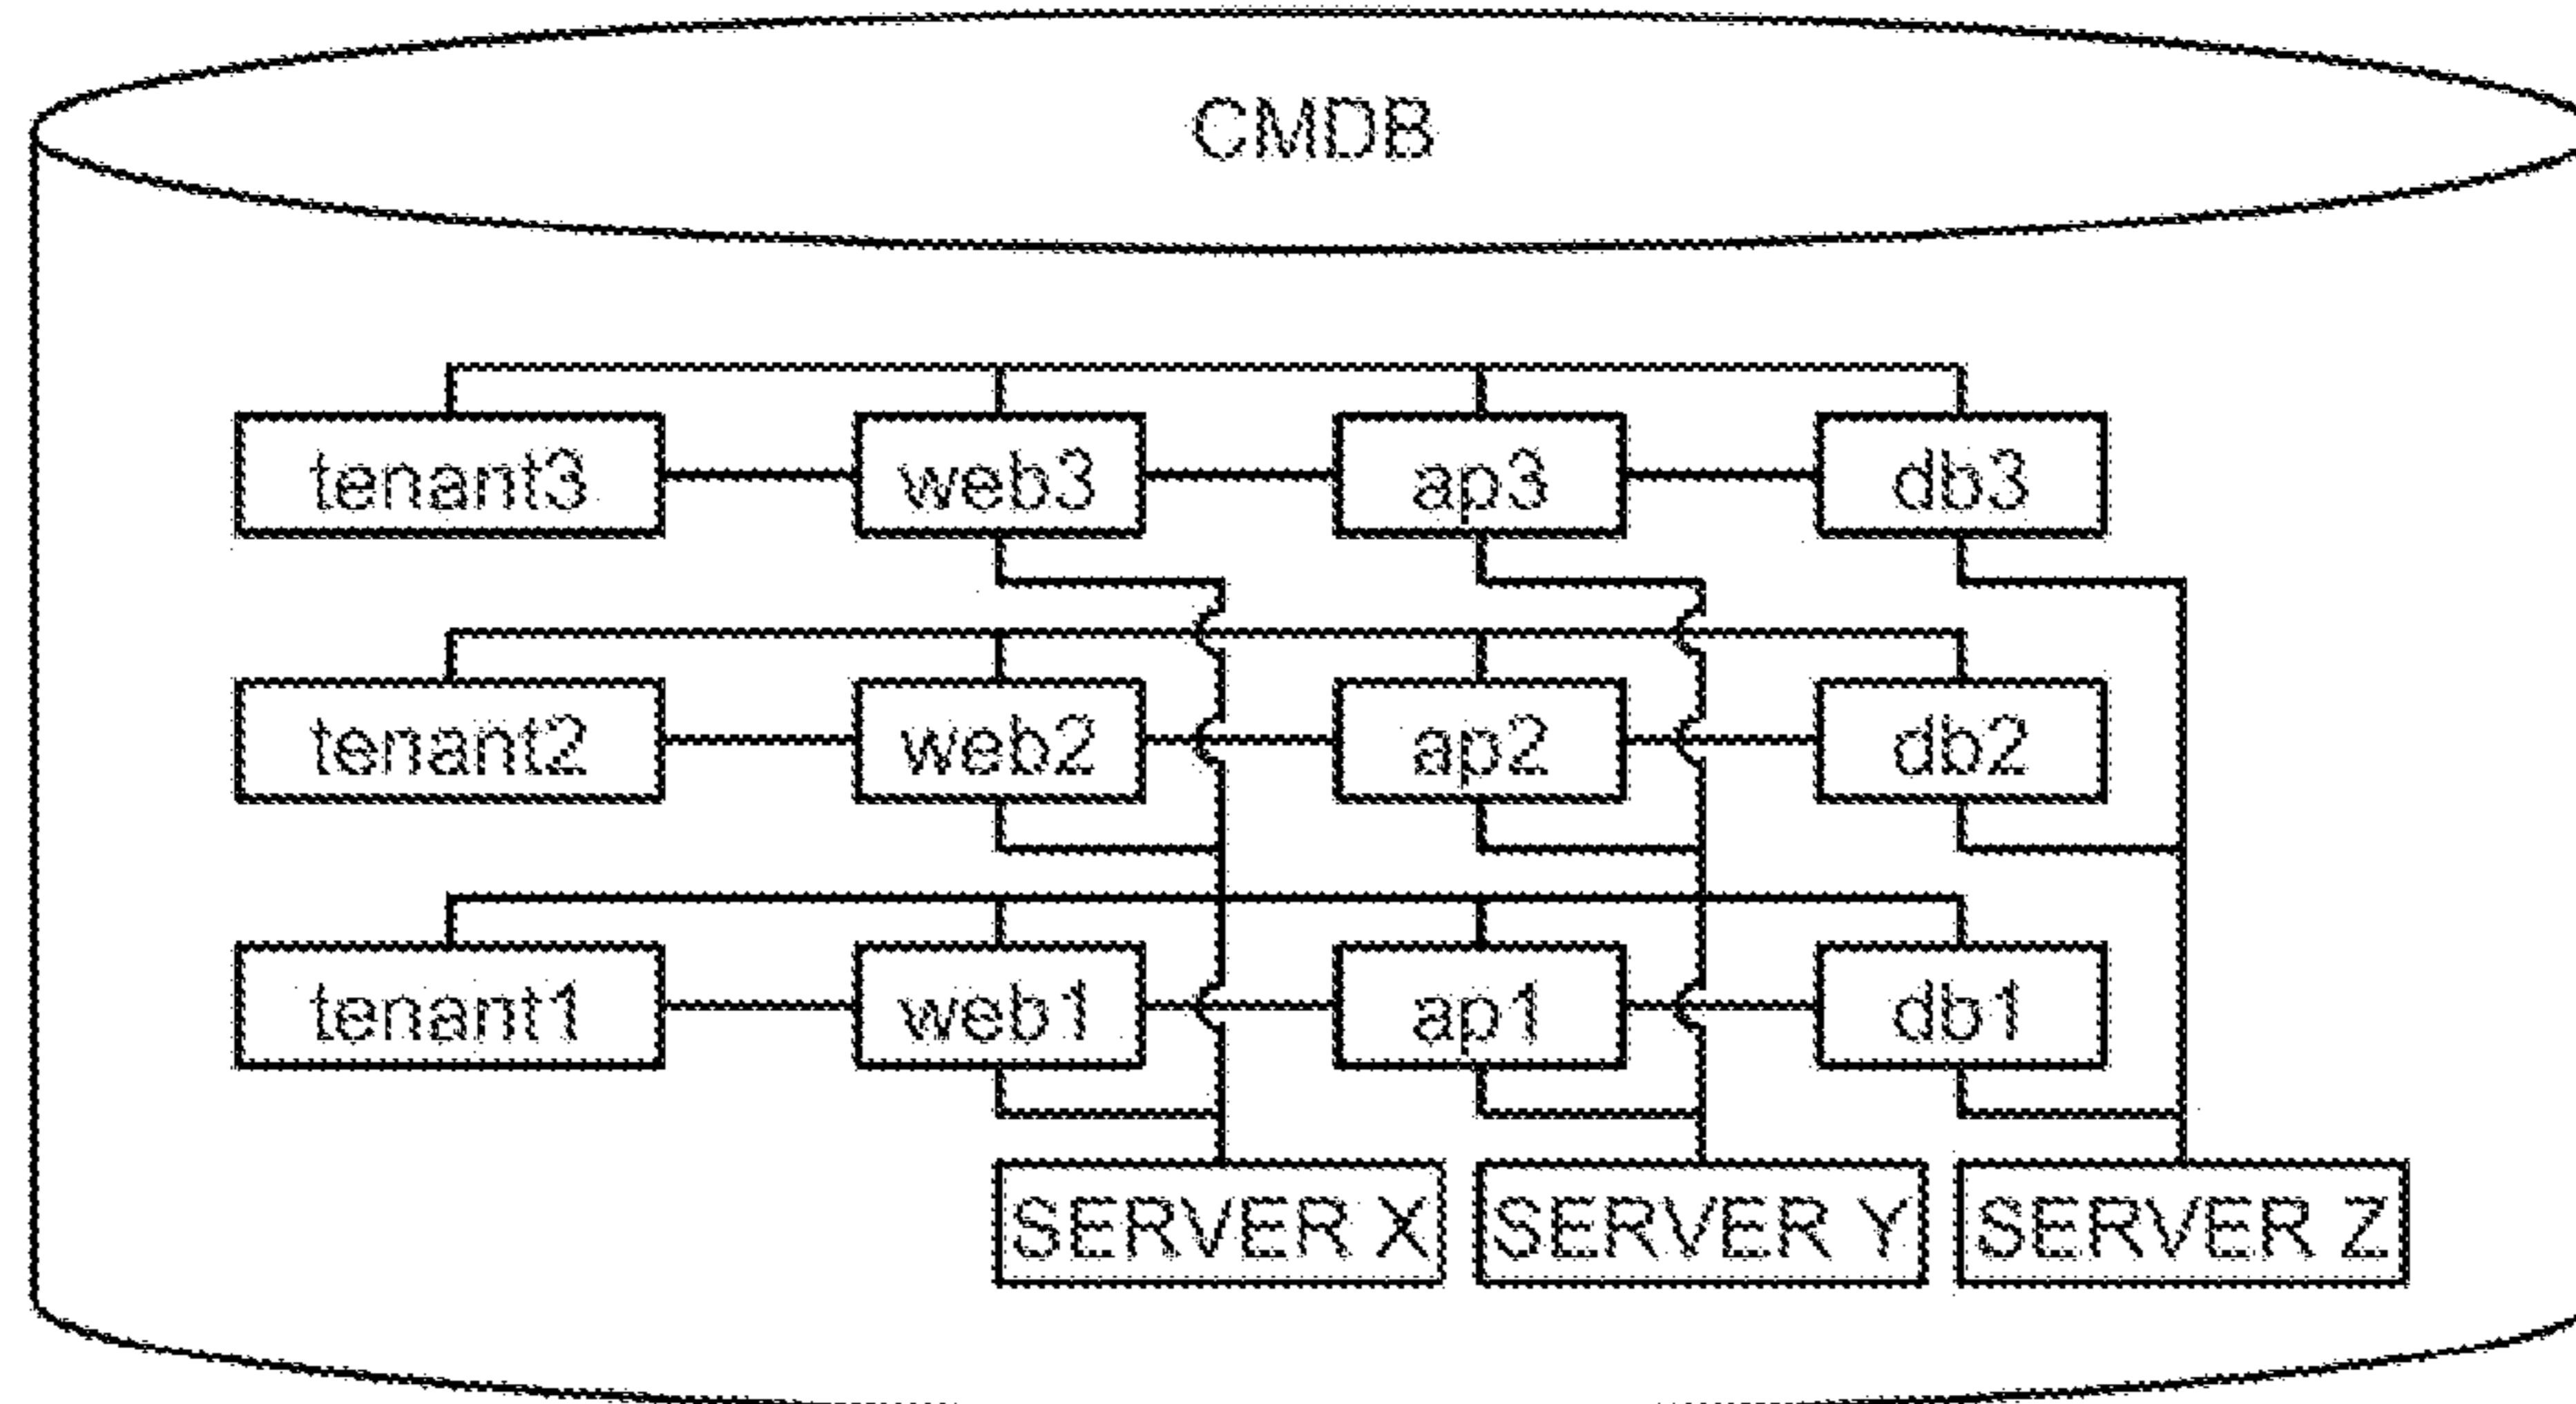 CMDB
tenant3 web3 ap3 db3
tenant2 web2 ap2 db2
tenant1 web1 ap1 db1
SERVER X SERVER Y SERVER Z